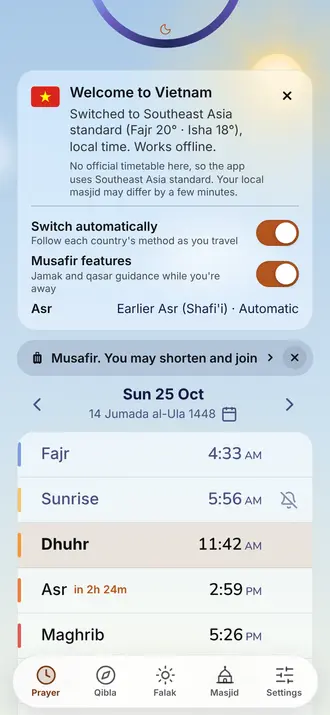 Welcome to Vietnam
Switched to Southeast Asia
standard (Fajr 20° · Isha 18°),
local time. Works offline.
No official timetable here, so the app
uses Southeast Asia standard. Your local
masjid may differ by a few minutes.
Switch automatically
Follow each country's method as you travel
Musafir features
Jamak and qasar guidance while you're
away
Asr Earlier Asr (Shafi'i) · Automatic
Musafir. You may shorten and join
Sun 25 Oct
14 Jumada al-Ula 1448
Fajr 4:33 AM
Sunrise 5:56 AM
Dhuhr 11:42 AM
Asr in 2h 24m 2:59 PM
Maghrib 5:26 PM
Prayer Qibla Falak Masjid Settings